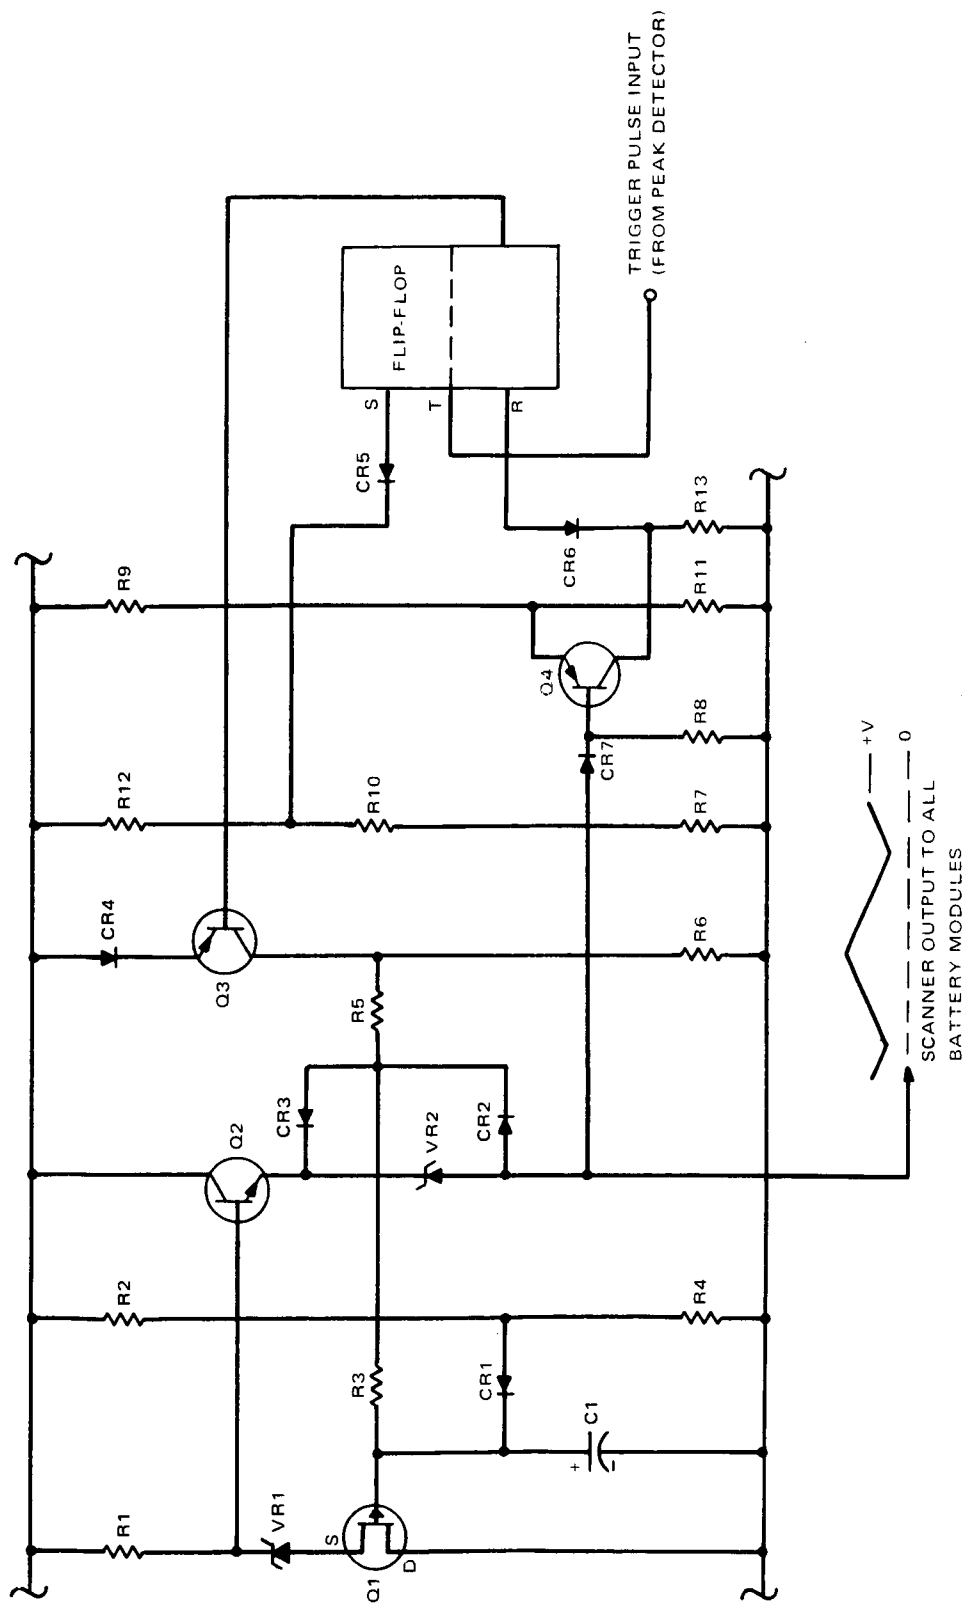 R1
R2
R12
R9
CR4
Q2
Q3
VR1
S
Q1
D
R3
CR3
R5
VR2
CR2
CR1
C1
+
−
R4
R6
R10
R7
CR7
R8
Q4
R11
CR6
R13
CR5
S
T
R
FLIP-FLOP
TRIGGER PULSE INPUT
(FROM PEAK DETECTOR)
+V
0
SCANNER OUTPUT TO ALL
BATTERY MODULES